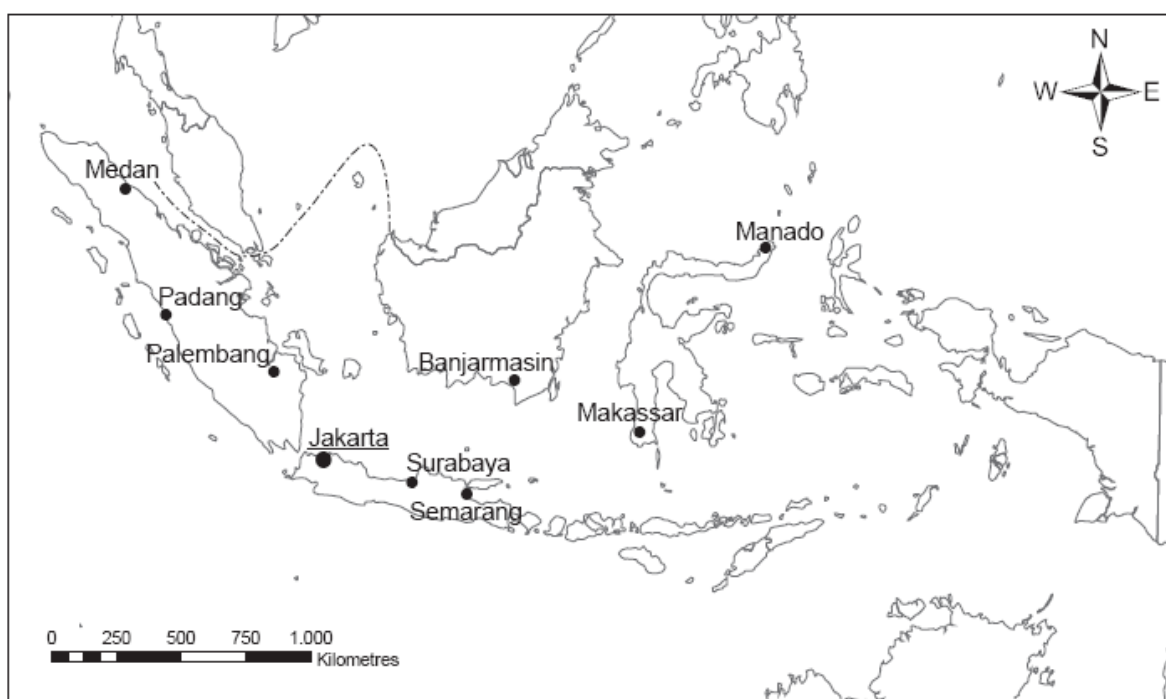 N
W E
S
Medan
Manado
Padang
Palembang
Banjarmasin
Makassar
Jakarta
Surabaya
Semarang
0 250 500 750 1.000
Kilometres